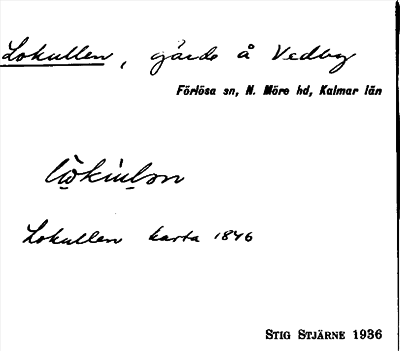 Lokullen, gärde å Vedby
Förlösa sn, N. Möre hd, Kalmar län
Lokullen karta 1846
STIG STJÄRNE 1936